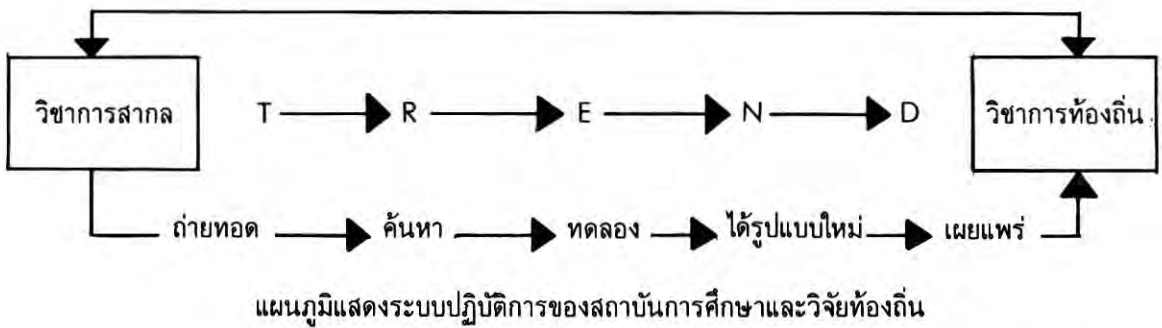 วิชาการสากล
T R E N D
วิชาการท้องถิ่น
ถ่ายทอด ค้นหา ทดลอง ได้รูปแบบใหม่ เผยแพร่
แผนภูมิแสดงระบบปฏิบัติการของสถาบันการศึกษาและวิจัยท้องถิ่น